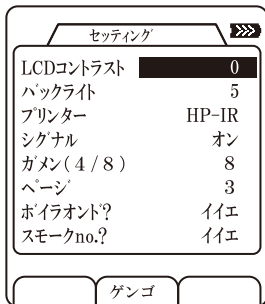 セッティング
LCDコントラスト 0
バックライト 5
プリンター HP-IR
シグナル オン
ガメン(4/8) 8
ページ 3
ボイラオンド? イイエ
スモークno.? イイエ
ゲンゴ